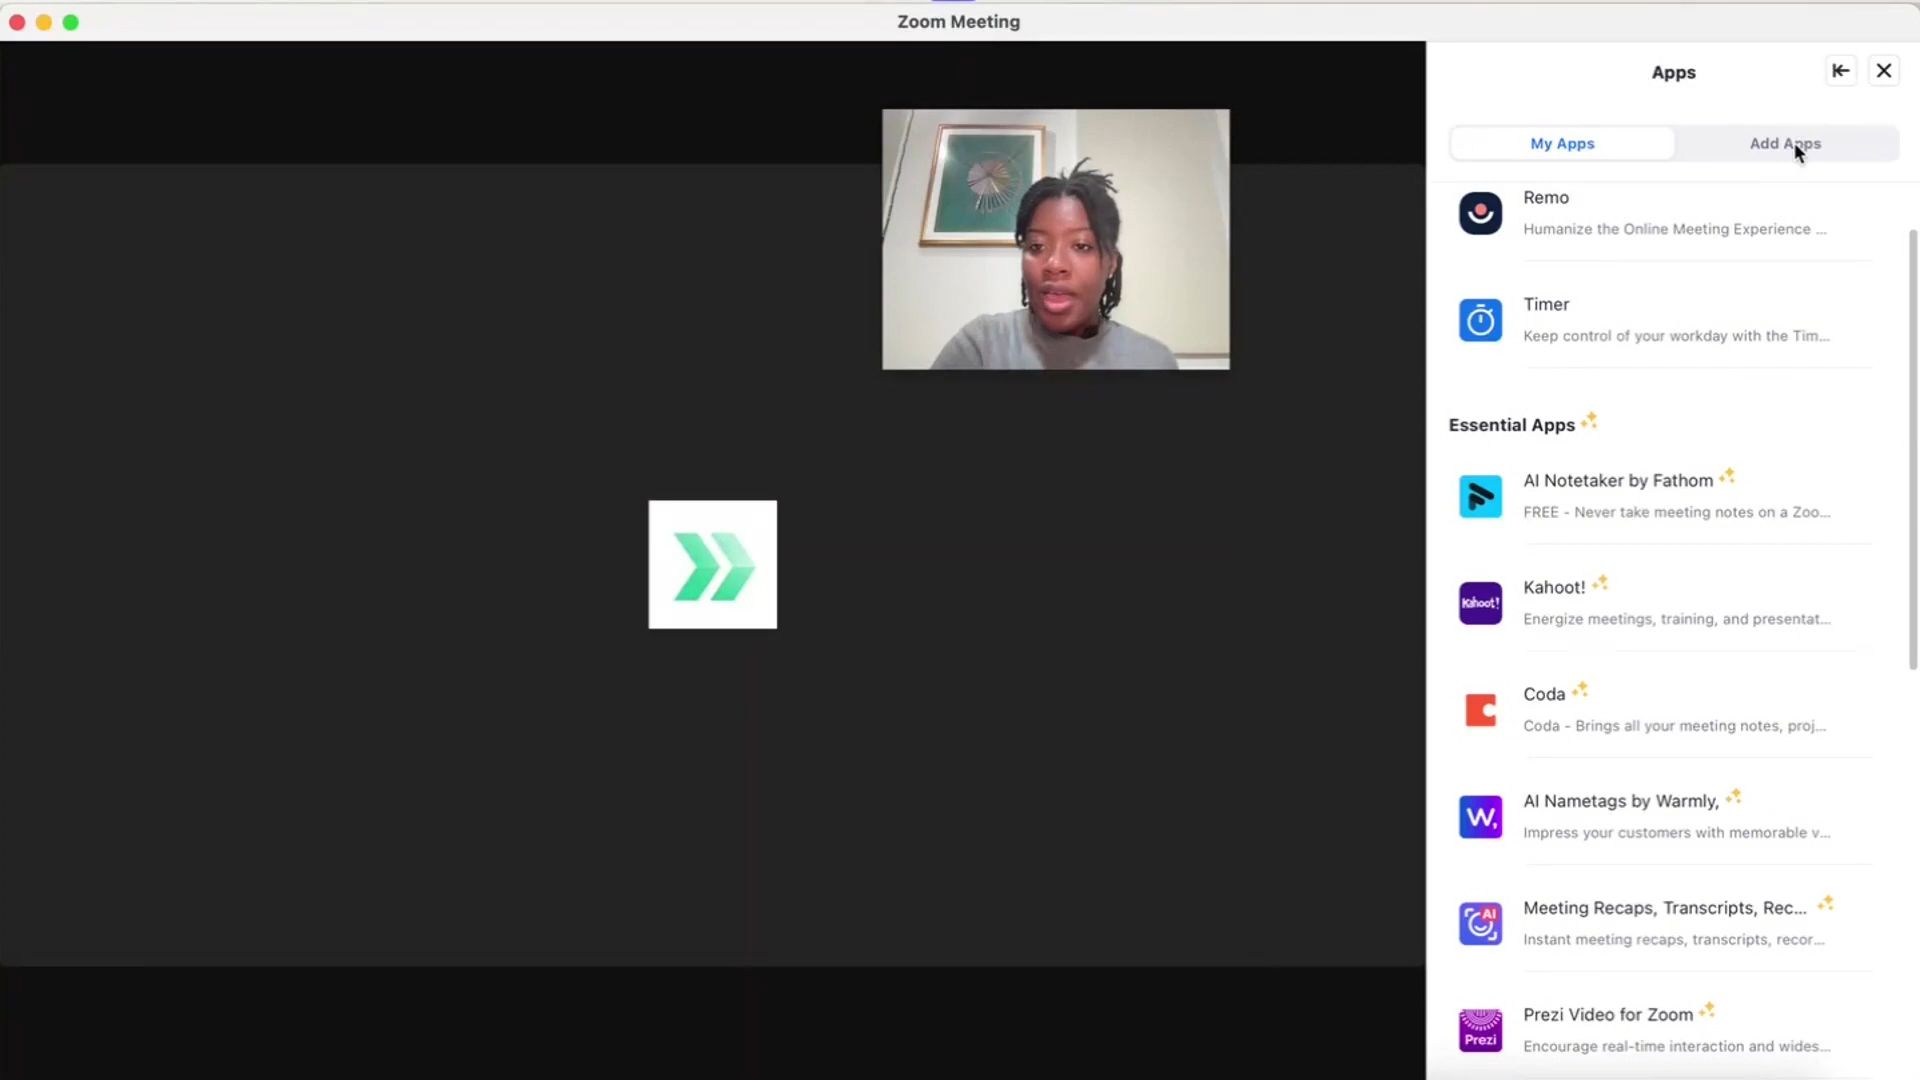 Zoom Meeting
Apps
My Apps
Add Apps
Remo
Humanize the Online Meeting Experience ...
Timer
Keep control of your workday with the Tim...
Essential Apps
AI Notetaker by Fathom
FREE - Never take meeting notes on a Zoo...
Kahoot!
Kahoot!
Energize meetings, training, and presentat...
Coda
Coda - Brings all your meeting notes, proj...
W,
AI Nametags by Warmly,
Impress your customers with memorable v...
AI
Meeting Recaps, Transcripts, Rec...
Instant meeting recaps, transcripts, recor...
Prezi
Prezi Video for Zoom
Encourage real-time interaction and wides...